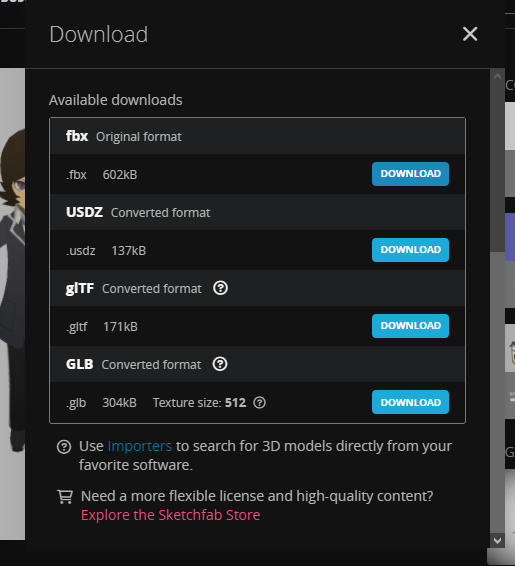 Download
Available downloads
fbx Original format
.fbx 602kB DOWNLOAD
USDZ Converted format
.usdz 137kB DOWNLOAD
glTF Converted format
.gltf 171kB DOWNLOAD
GLB Converted format
.glb 304kB Texture size: 512 DOWNLOAD
Use Importers to search for 3D models directly from your
favorite software.
Need a more flexible license and high-quality content?
Explore the Sketchfab Store